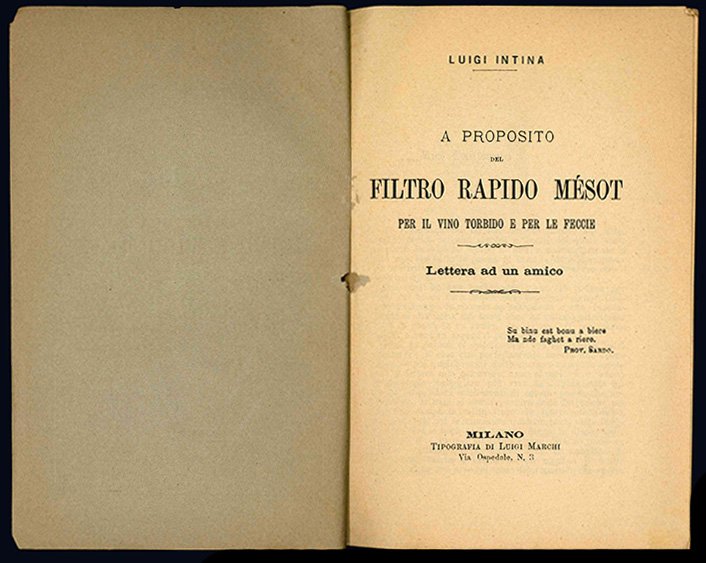 LUIGI INTINA
A PROPOSITO
DEL
FILTRO RAPIDO MÉSOT
PER IL VINO TORBIDO E PER LE FECCIE
Lettera ad un amico
Su binu est bonu a biere
Ma nde faghet a riere.
PROV. SARDO.
MILANO
TIPOGRAFIA DI LUIGI MARCHI
Via Ospedale, N. 3